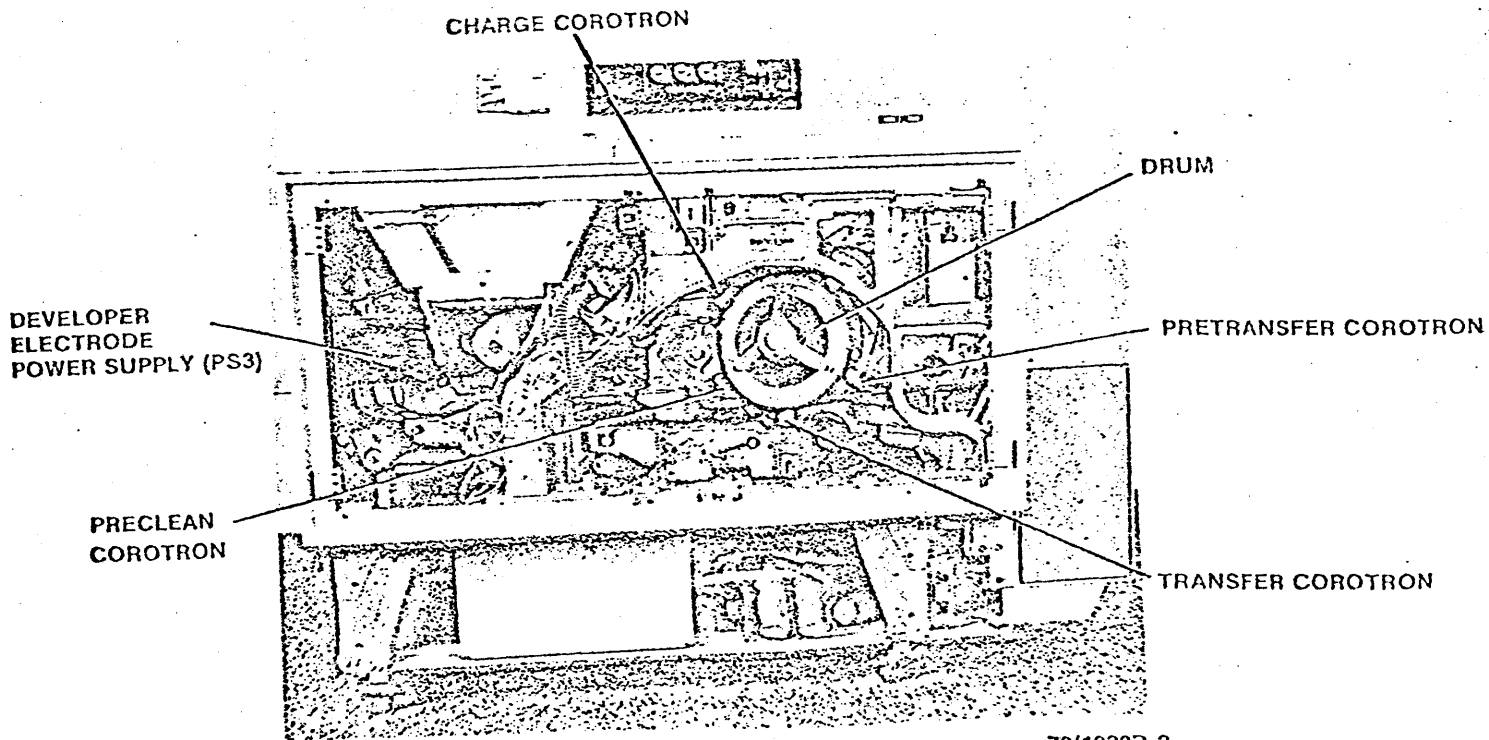 CHARGE COROTRON
DRUM
PRETRANSFER COROTRON
DEVELOPER
ELECTRODE
POWER SUPPLY (PS3)
PRECLEAN
COROTRON
TRANSFER COROTRON